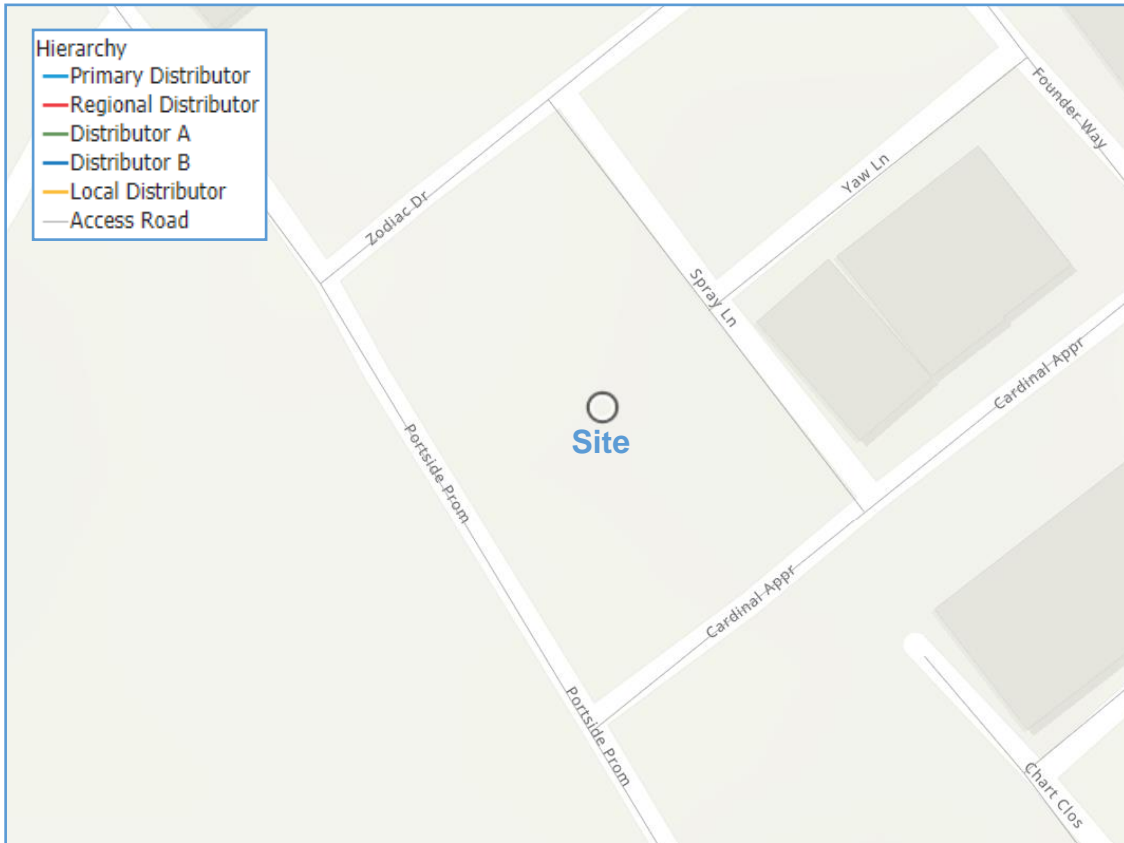 Hierarchy
Primary Distributor
Regional Distributor
Distributor A
Distributor B
Local Distributor
Access Road
Founder Way
Yaw Ln
Zodiac Dr
Spray Ln
Cardinal Appr
Site
Portside Prom
Cardinal Appr
Portside Prom
Chart Clos